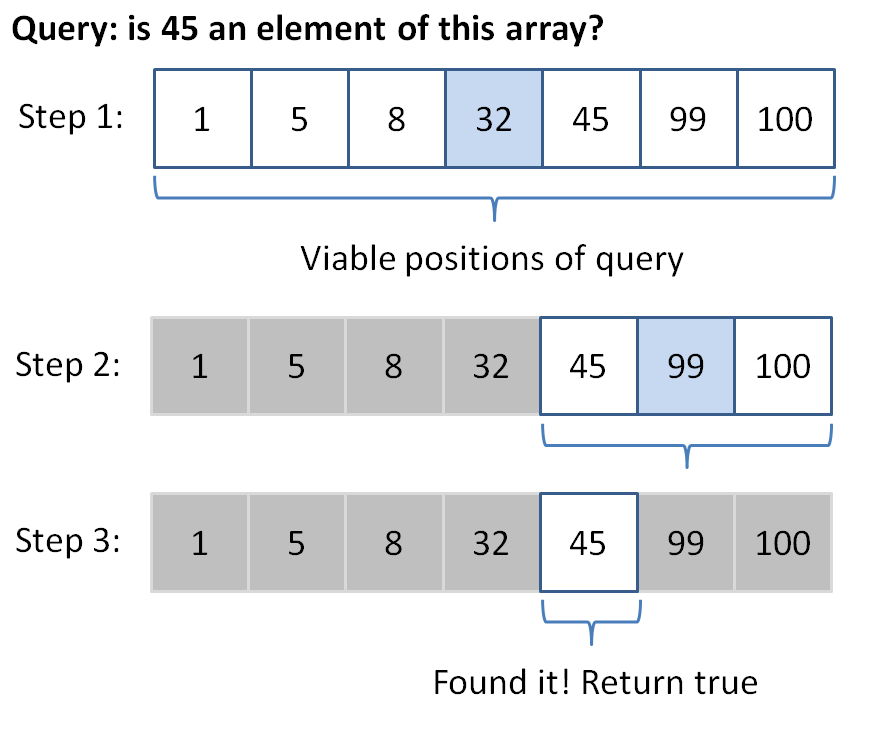 Query: is 45 an element of this array?
Step 1: 1 5 8 32 45 99 100
Viable positions of query
Step 2: 1 5 8 32 45 99 100
Step 3: 1 5 8 32 45 99 100
Found it! Return true